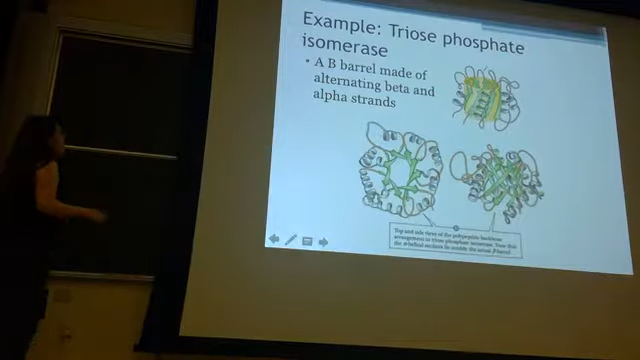 Example: Triose phosphate
isomerase
• A B barrel made of
alternating beta and
alpha strands
Top and side views of the polypeptide backbone
arrangement in triose phosphate isomerase. Note that
the α-helical sections lie outside the actual β-barrel.